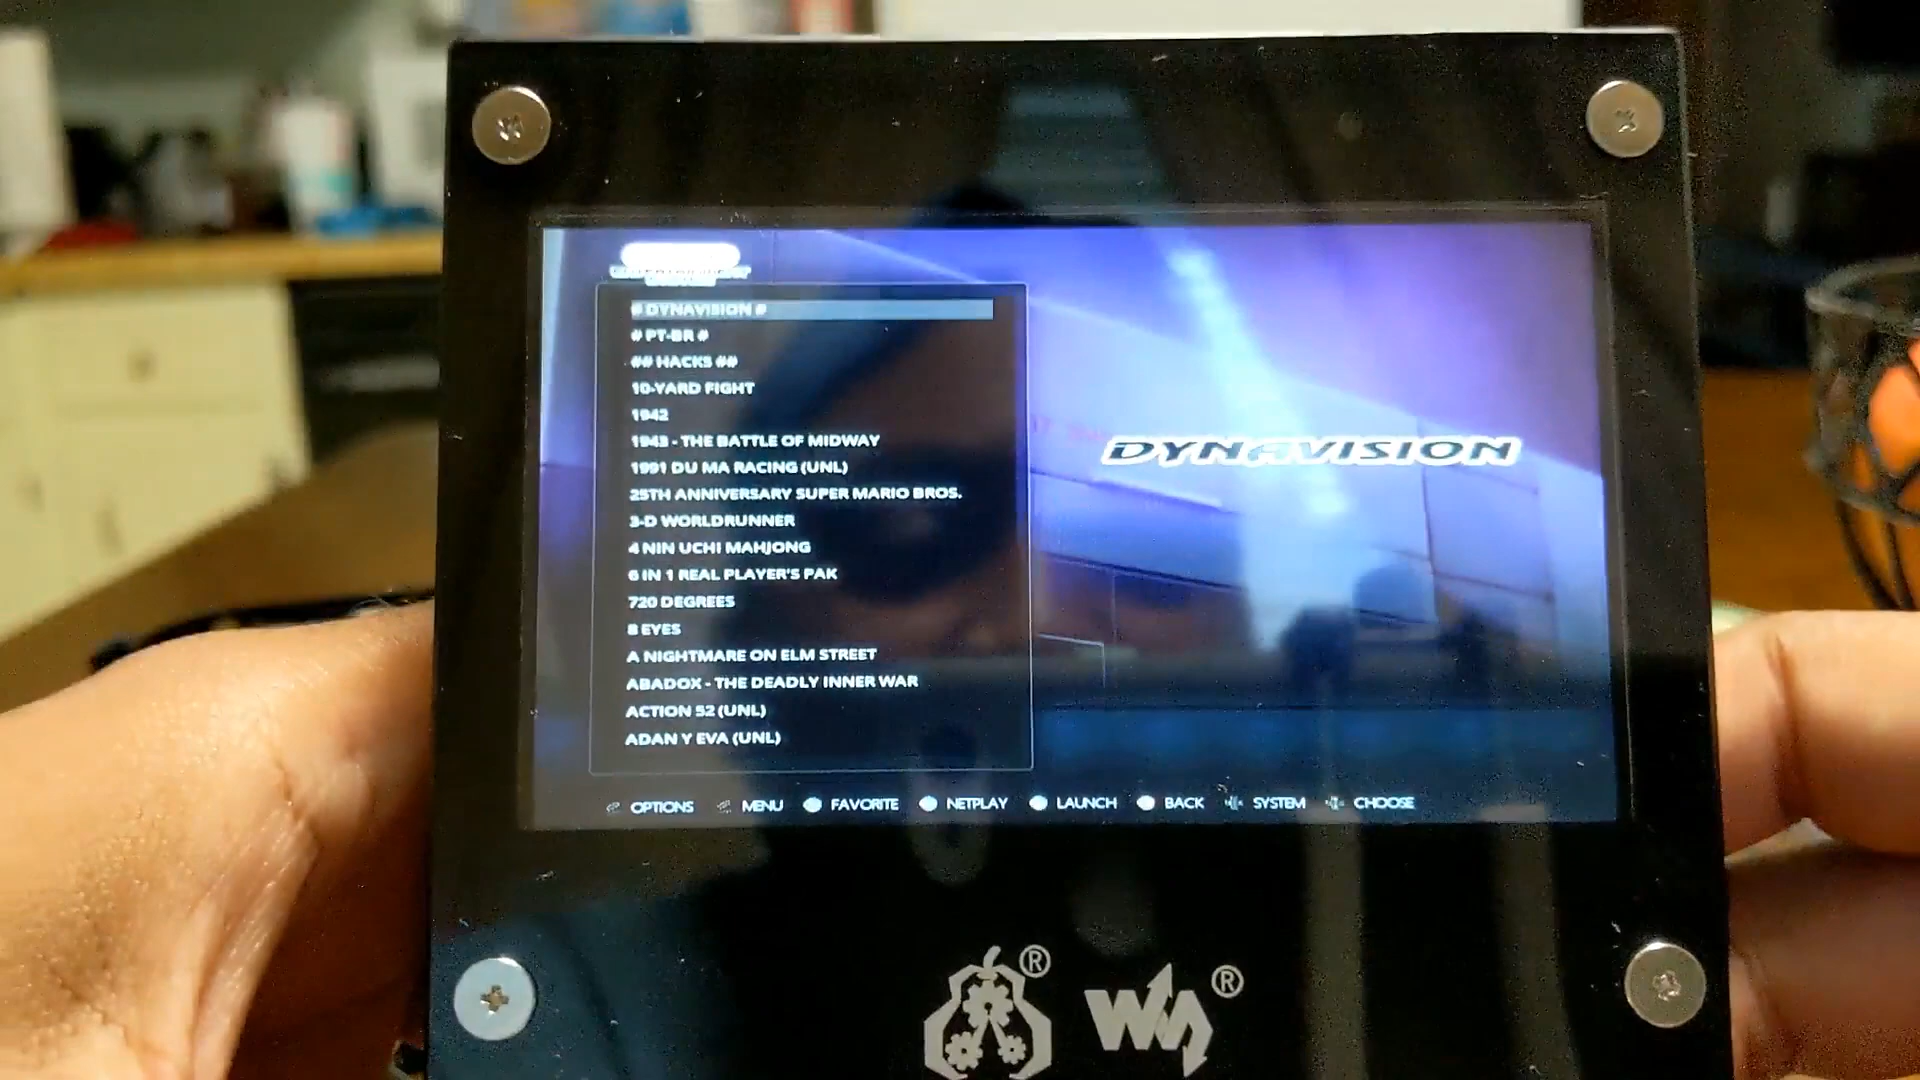 ENTERTAINMENT
# DYNAVISION #
# PT-BR #
## HACKS ##
10-YARD FIGHT
1942
1943 - THE BATTLE OF MIDWAY
1991 DU MA RACING (UNL)
25TH ANNIVERSARY SUPER MARIO BROS.
3-D WORLDRUNNER
4 NIN UCHI MAHJONG
6 IN 1 REAL PLAYER'S PAK
720 DEGREES
8 EYES
A NIGHTMARE ON ELM STREET
ABADOX - THE DEADLY INNER WAR
ACTION 52 (UNL)
ADAN Y EVA (UNL)
DYNAVISION
OPTIONS MENU FAVORITE NETPLAY LAUNCH BACK SYSTEM CHOOSE
® ®